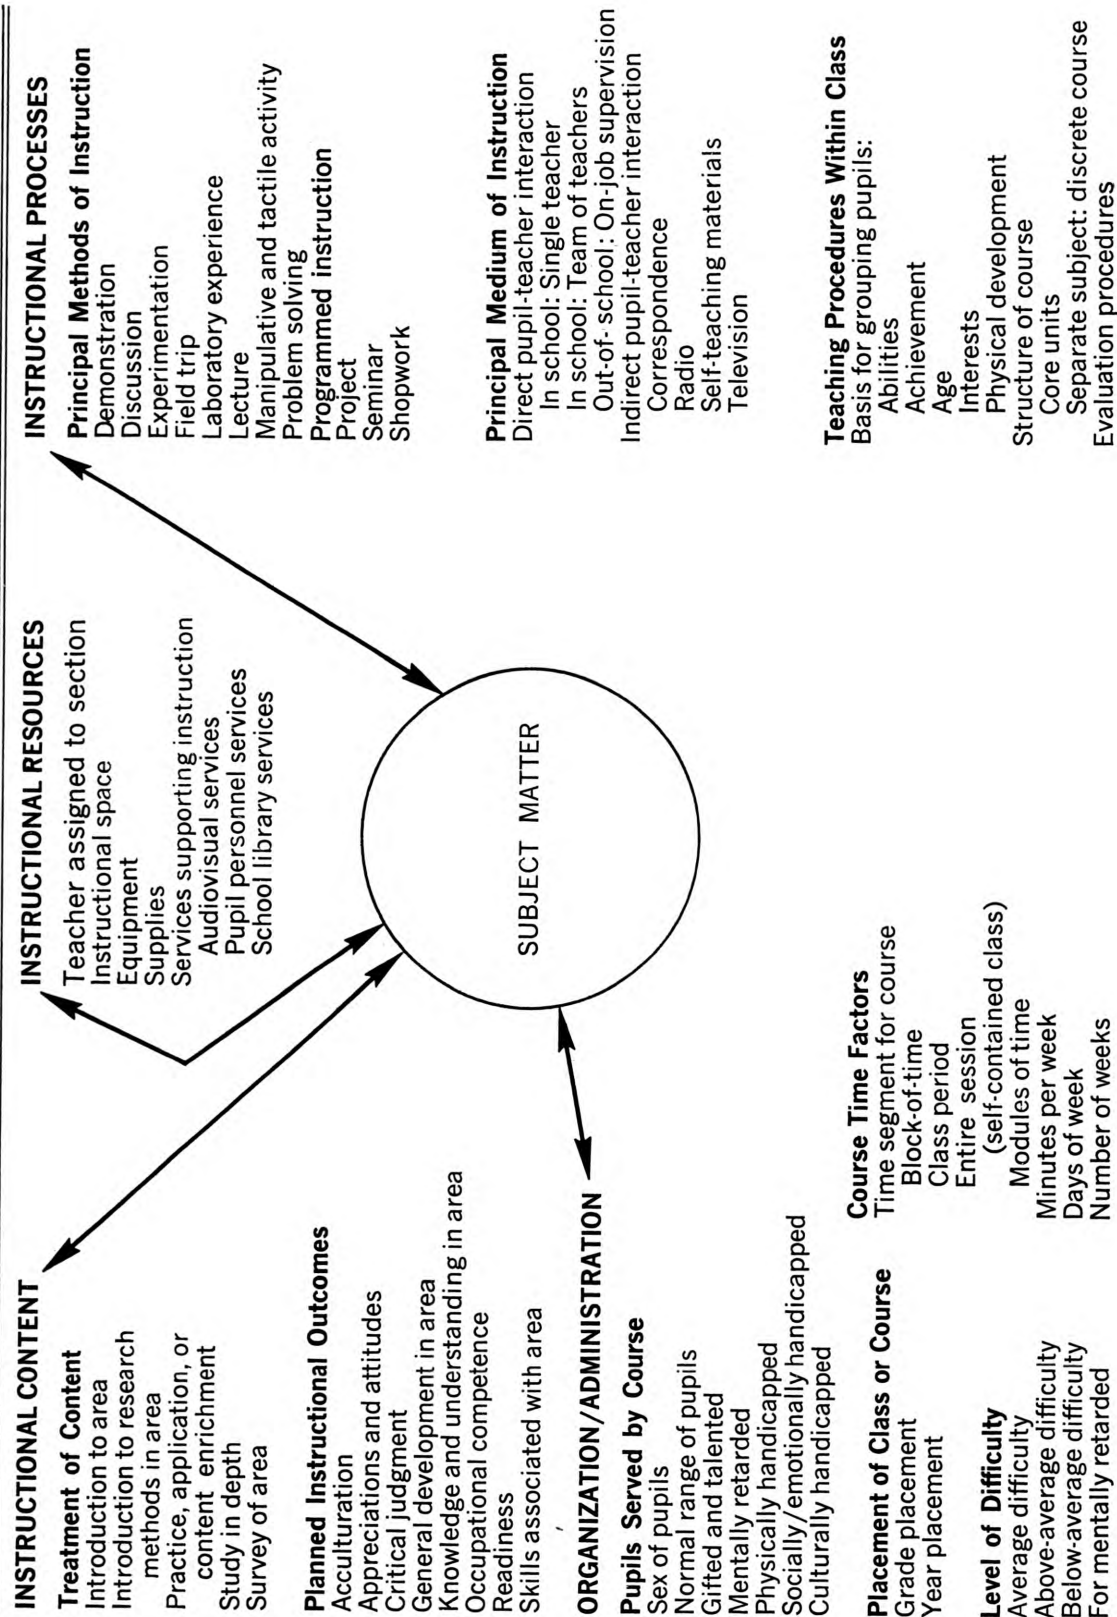 INSTRUCTIONAL CONTENT
Treatment of Content
Introduction to area
Introduction to research
methods in area
Practice, application, or
content enrichment
Study in depth
Survey of area
Planned Instructional Outcomes
Acculturation
Appreciations and attitudes
Critical judgment
General development in area
Knowledge and understanding in area
Occupational competence
Readiness
Skills associated with area
ORGANIZATION/ADMINISTRATION
Pupils Served by Course
Sex of pupils
Normal range of pupils
Gifted and talented
Mentally retarded
Physically handicapped
Socially/emotionally handicapped
Culturally handicapped
Placement of Class or Course
Grade placement
Year placement
Level of Difficulty
Average difficulty
Above-average difficulty
Below-average difficulty
For mentally retarded
Course Time Factors
Time segment for course
Block-of-time
Class period
Entire session
(self-contained class)
Modules of time
Minutes per week
Days of week
Number of weeks
INSTRUCTIONAL RESOURCES
Teacher assigned to section
Instructional space
Equipment
Supplies
Services supporting instruction
Audiovisual services
Pupil personnel services
School library services
SUBJECT MATTER
INSTRUCTIONAL PROCESSES
Principal Methods of Instruction
Demonstration
Discussion
Experimentation
Field trip
Laboratory experience
Lecture
Manipulative and tactile activity
Problem solving
Programmed instruction
Project
Seminar
Shopwork
Principal Medium of Instruction
Direct pupil-teacher interaction
In school: Single teacher
In school: Team of teachers
Out-of-school: On-job supervision
Indirect pupil-teacher interaction
Correspondence
Radio
Self-teaching materials
Television
Teaching Procedures Within Class
Basis for grouping pupils:
Abilities
Achievement
Age
Interests
Physical development
Structure of course
Core units
Separate subject: discrete course
Evaluation procedures